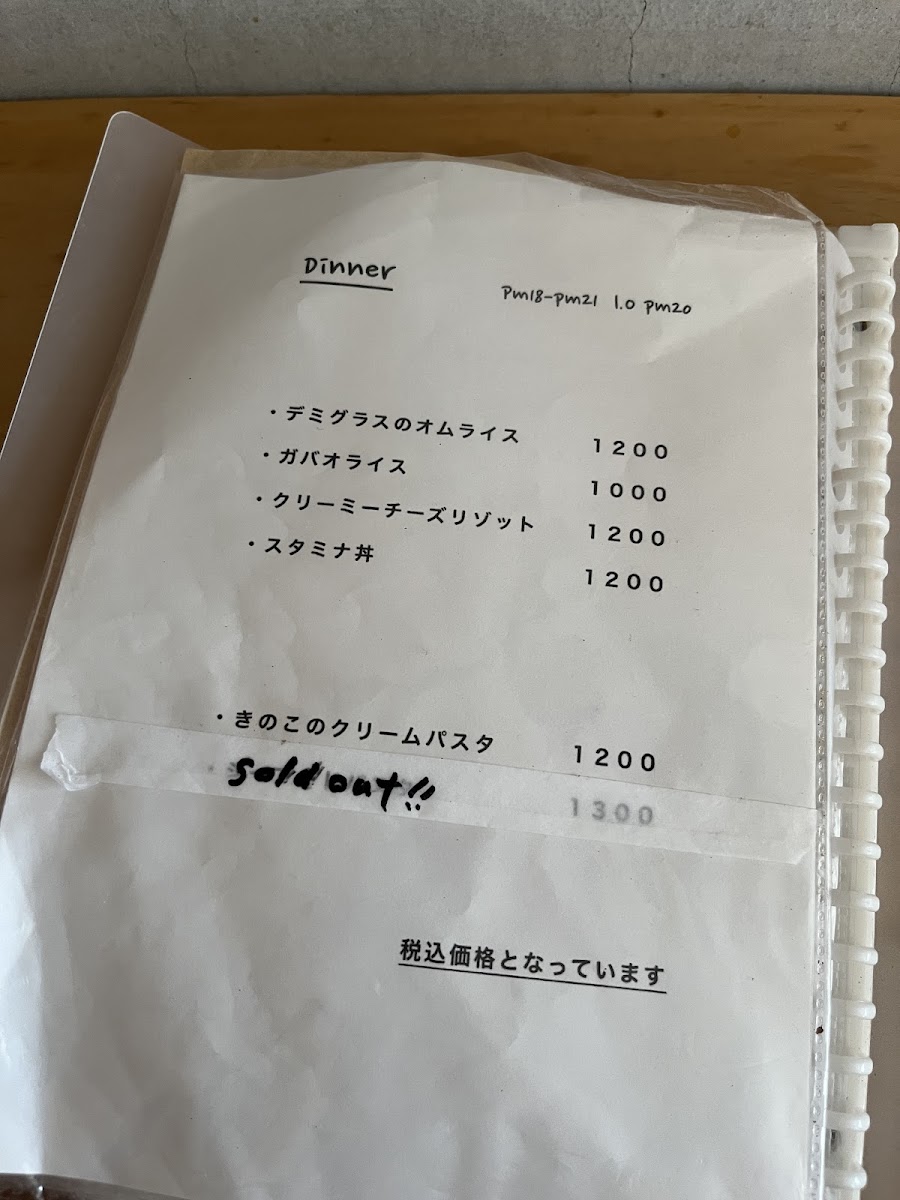 Dinner
Pm18-pm21 l.o pm20
・デミグラスのオムライス 1200
・ガパオライス 1000
・クリーミーチーズリゾット 1200
・スタミナ丼 1200
・きのこのクリームパスタ 1200
sold out!! 1300
税込価格となっています